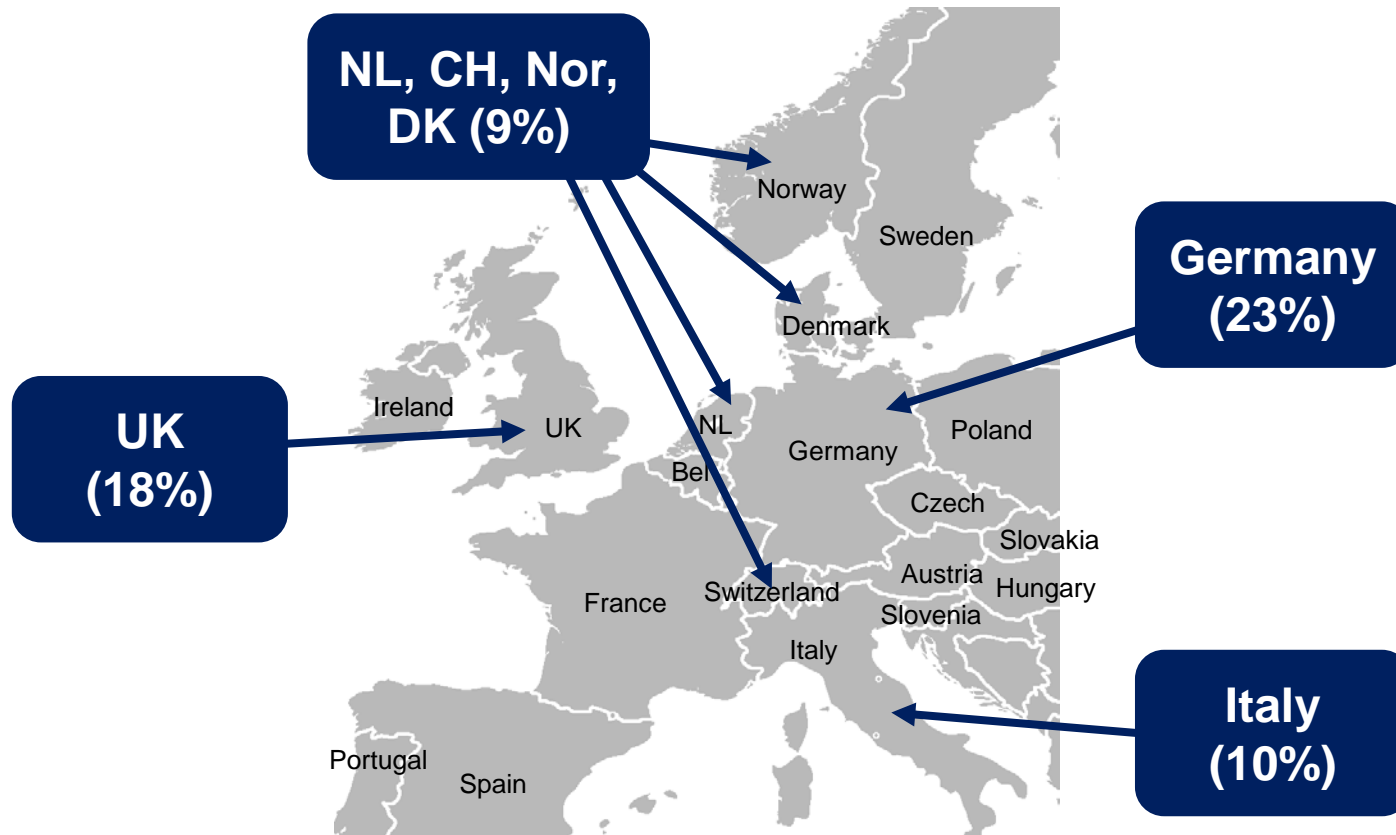 NL, CH, Nor,
DK (9%)
Norway
Sweden
Germany
(23%)
Denmark
UK
(18%)
Ireland
UK
NL
Bel
Germany
Poland
Czech
Slovakia
Austria
Hungary
Switzerland
Slovenia
France
Italy
Italy
(10%)
Portugal
Spain